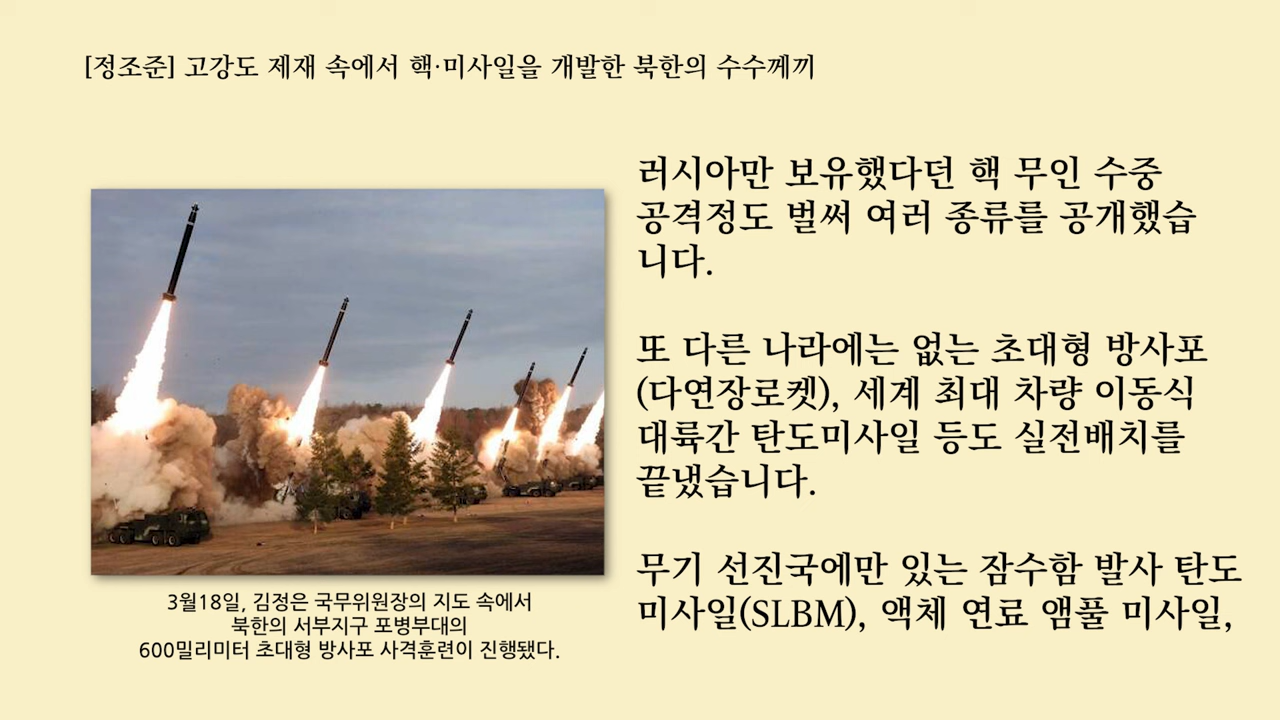 [정조준] 고강도 제재 속에서 핵·미사일을 개발한 북한의 수수께끼
러시아만 보유했다던 핵 무인 수중
공격정도 벌써 여러 종류를 공개했습
니다.
또 다른 나라에는 없는 초대형 방사포
(다연장로켓), 세계 최대 차량 이동식
대륙간 탄도미사일 등도 실전배치를
끝냈습니다.
무기 선진국에만 있는 잠수함 발사 탄도
미사일(SLBM), 액체 연료 앰풀 미사일,
3월18일, 김정은 국무위원장의 지도 속에서
북한의 서부지구 포병부대의
600밀리미터 초대형 방사포 사격훈련이 진행됐다.